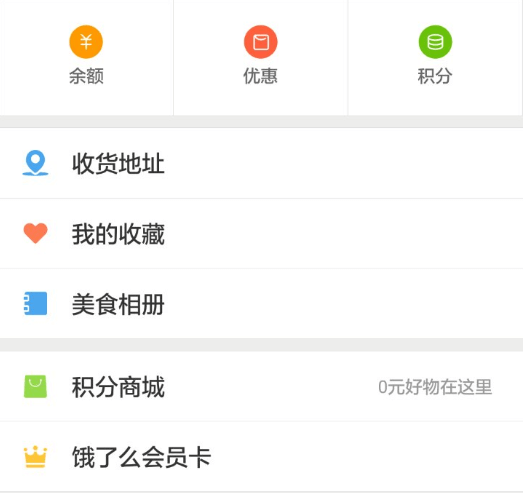 余额
优惠
积分
收货地址
我的收藏
美食相册
积分商城
0元好物在这里
饿了么会员卡